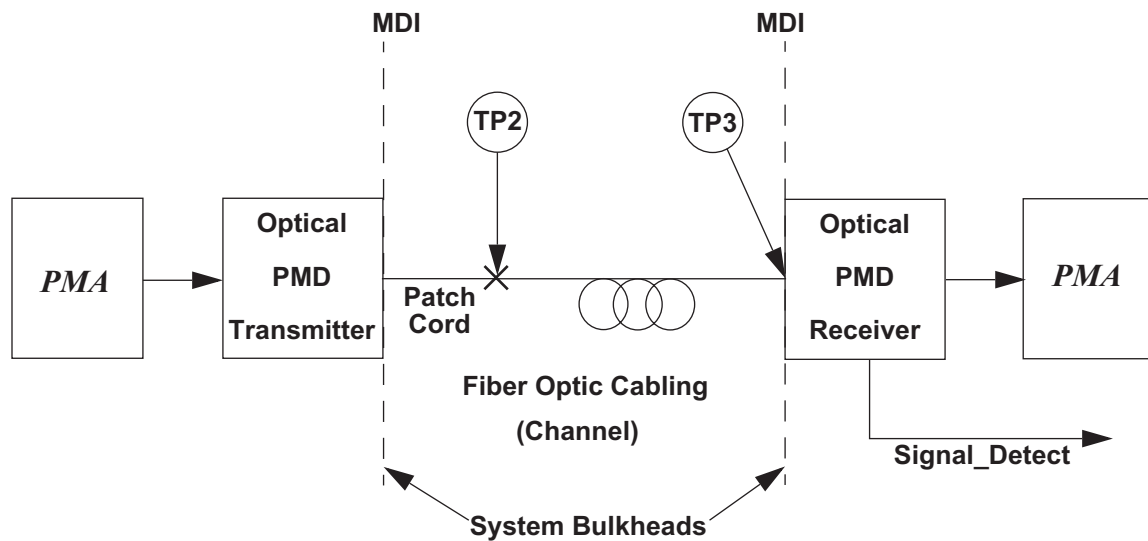 MDI
MDI
TP2
TP3
PMA
Optical
PMD
Transmitter
Patch
Cord
Optical
PMD
Receiver
PMA
Fiber Optic Cabling
(Channel)
Signal_Detect
System Bulkheads